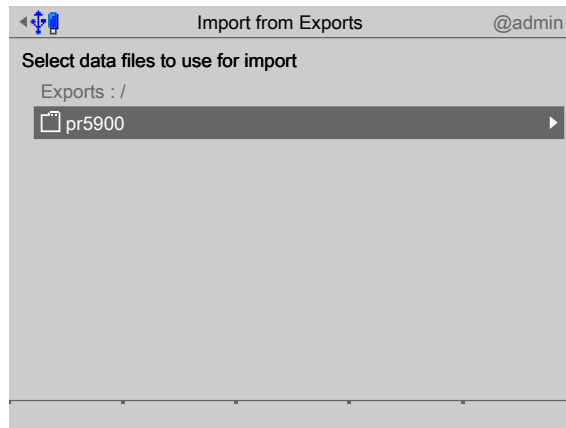 Import from Exports @admin
Select data files to use for import
Exports : /
pr5900